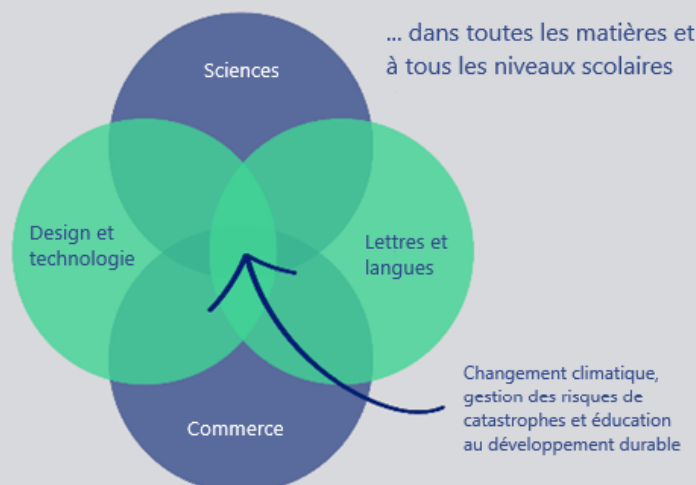 ... dans toutes les matières et
à tous les niveaux scolaires
Sciences
Design et
technologie
Lettres et
langues
Commerce
Changement climatique,
gestion des risques de
catastrophes et éducation
au développement durable